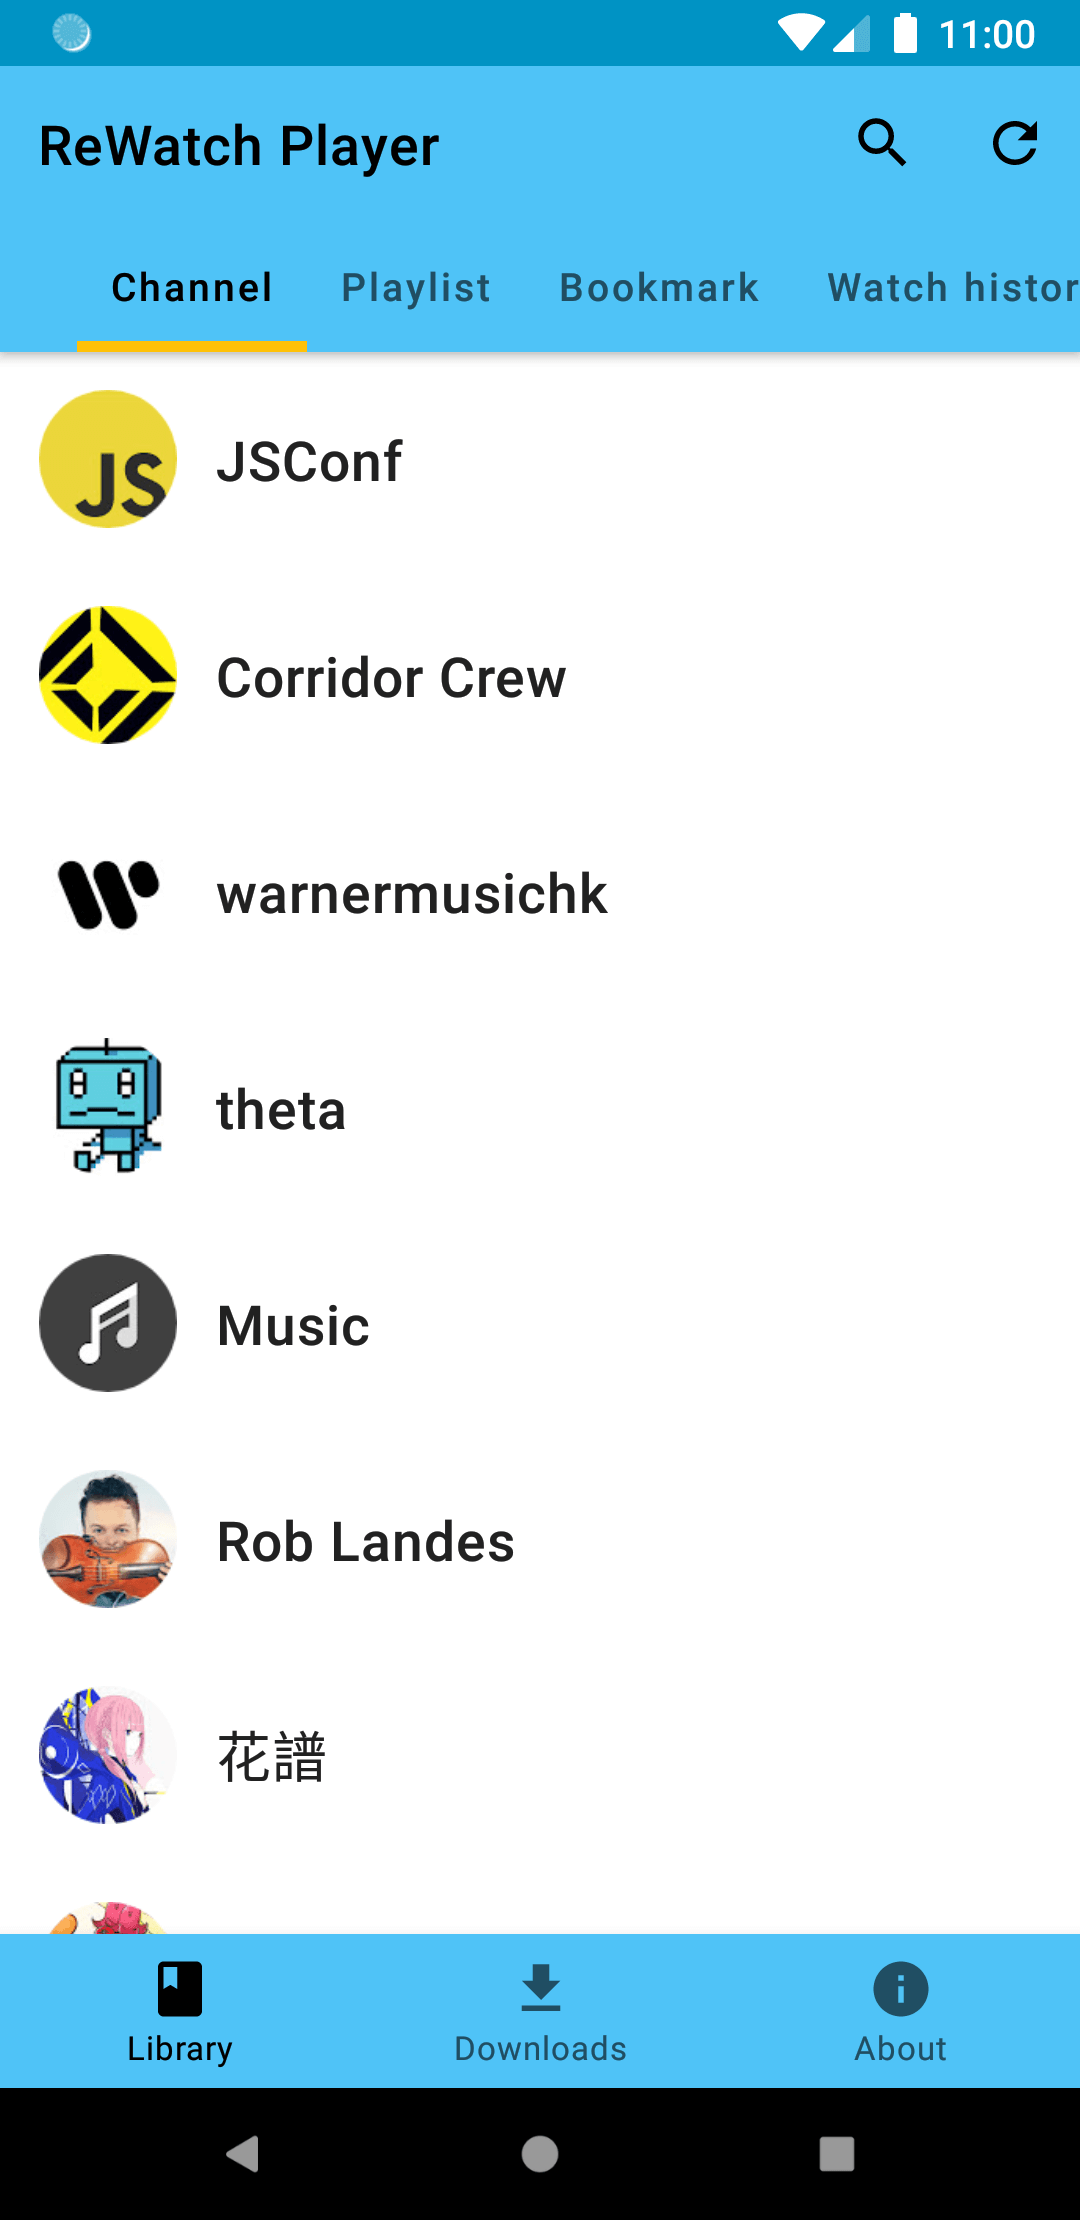 11:00
ReWatch Player
Channel
Playlist
Bookmark
Watch histor
JS
JSConf
Corridor Crew
warnermusichk
theta
Music
Rob Landes
花譜
Library
Downloads
About